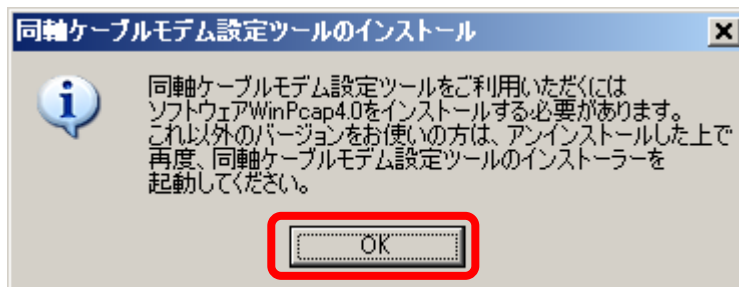 同軸ケーブルモデム設定ツールのインストール
同軸ケーブルモデム設定ツールをご利用いただくには
ソフトウェアWinPcap4.0をインストールする必要があります。
これ以外のバージョンをお使いの方は、アンインストールした上で
再度、同軸ケーブルモデム設定ツールのインストーラーを
起動してください。
OK